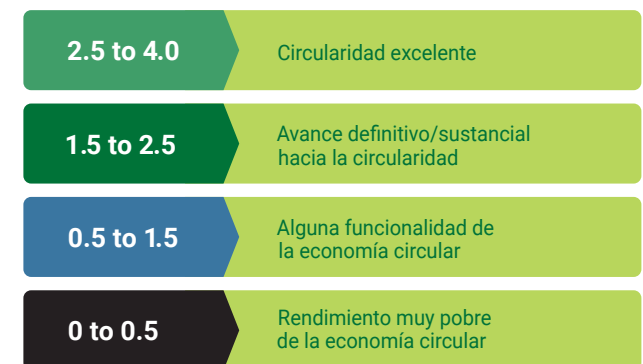 2.5 to 4.0
Circularidad excelente
1.5 to 2.5
Avance definitivo/sustancial
hacia la circularidad
0.5 to 1.5
Alguna funcionalidad de
la economía circular
0 to 0.5
Rendimiento muy pobre
de la economía circular